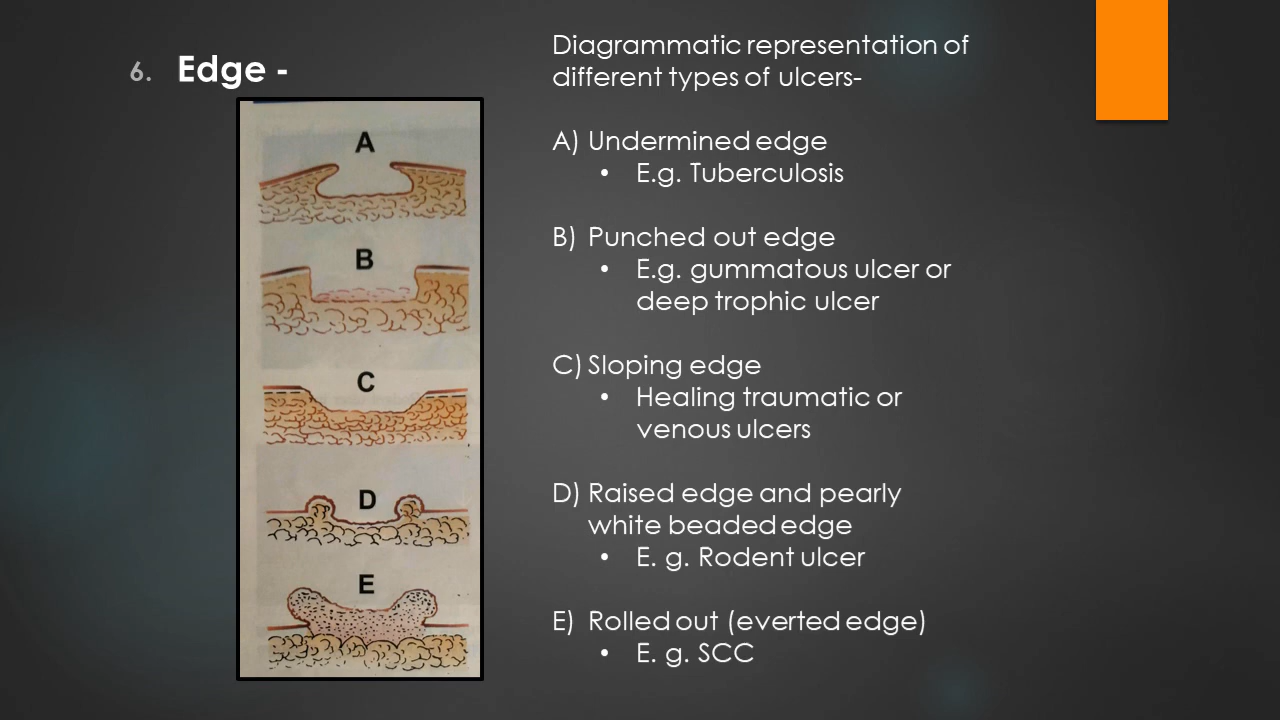 6. Edge -
A
B
C
D
E
Diagrammatic representation of
different types of ulcers-
A) Undermined edge
• E.g. Tuberculosis
B) Punched out edge
• E.g. gummatous ulcer or
deep trophic ulcer
C) Sloping edge
• Healing traumatic or
venous ulcers
D) Raised edge and pearly
white beaded edge
• E. g. Rodent ulcer
E) Rolled out (everted edge)
• E. g. SCC